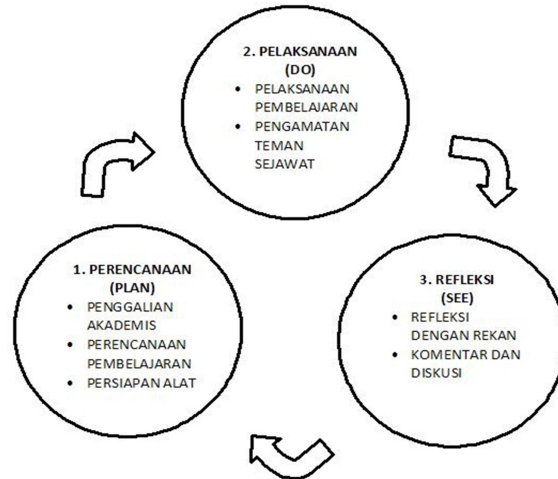 2. PELAKSANAAN
(DO)
• PELAKSANAAN
PEMBELAJARAN
• PENGAMATAN
TEMAN
SEJAWAT
1. PERENCANAAN
(PLAN)
• PENGGALIAN
AKADEMIS
• PERENCANAAN
PEMBELAJARAN
• PERSIAPAN ALAT
3. REFLEKSI
(SEE)
• REFLEKSI
DENGAN REKAN
• KOMENTAR DAN
DISKUSI